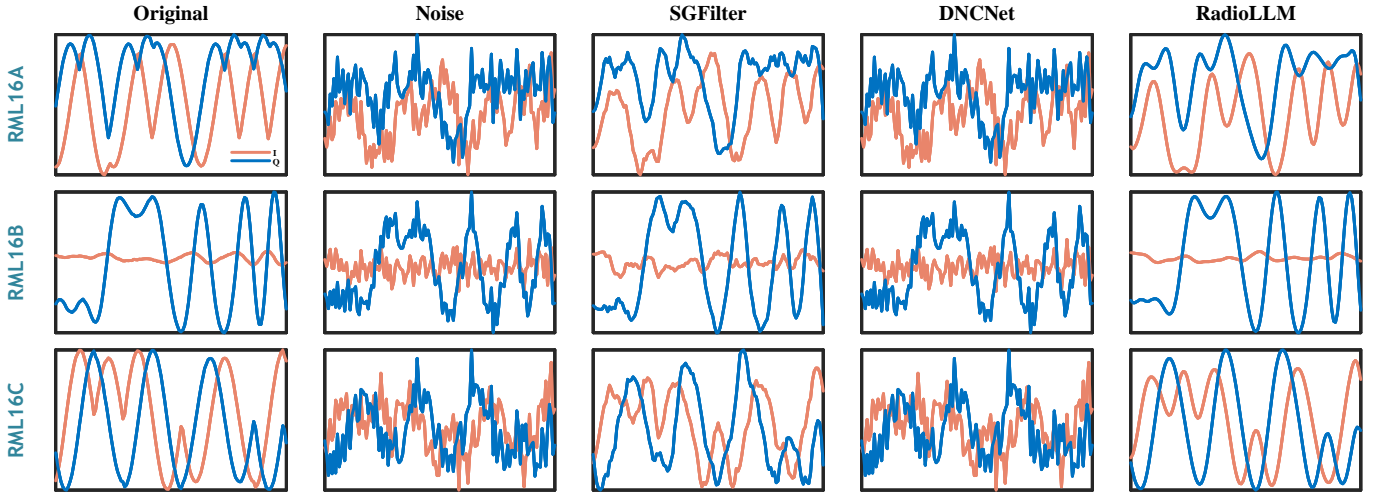 Original Noise SGFilter DNCNet RadioLLM
RML16A
I
Q
RML16B
RML16C